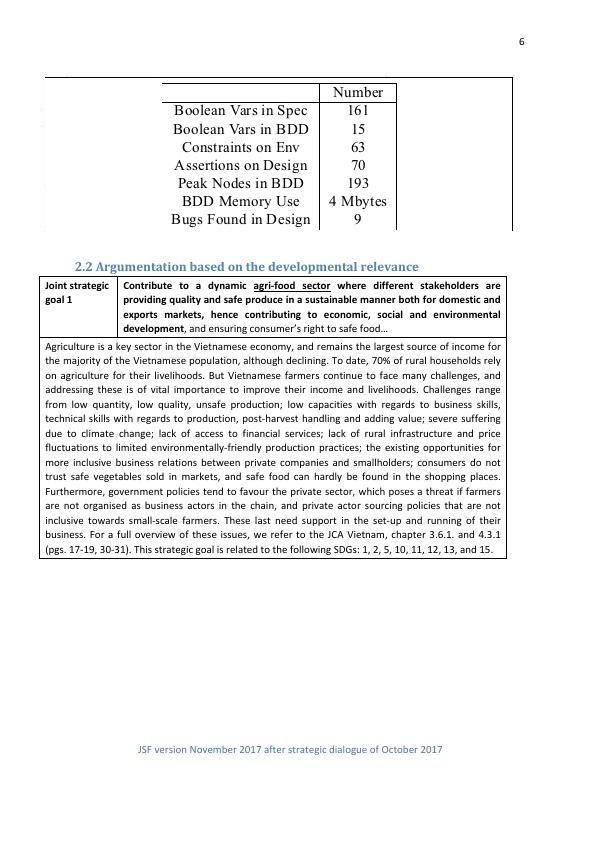 6
Number
Boolean Vars in Spec 161
Boolean Vars in BDD 15
Constraints on Env 63
Assertions on Design 70
Peak Nodes in BDD 193
BDD Memory Use 4 Mbytes
Bugs Found in Design 9
2.2 Argumentation based on the developmental relevance
Joint strategic goal 1
Contribute to a dynamic agri-food sector where different stakeholders are
providing quality and safe produce in a sustainable manner both for domestic and
exports markets, hence contributing to economic, social and environmental
development, and ensuring consumer's right to safe food…
Agriculture is a key sector in the Vietnamese economy, and remains the largest source of income for
the majority of the Vietnamese population, although declining. To date, 70% of rural households rely
on agriculture for their livelihoods. But Vietnamese farmers continue to face many challenges, and
addressing these is of vital importance to improve their income and livelihoods. Challenges range
from low quantity, low quality, unsafe production; low capacities with regards to business skills,
technical skills with regards to production, post-harvest handling and adding value; severe suffering
due to climate change; lack of access to financial services; lack of rural infrastructure and price
fluctuations to limited environmentally-friendly production practices; the existing opportunities for
more inclusive business relations between private companies and smallholders; consumers do not
trust safe vegetables sold in markets, and safe food can hardly be found in the shopping places.
Furthermore, government policies tend to favour the private sector, which poses a threat if farmers
are not organised as business actors in the chain, and private actor sourcing policies that are not
inclusive towards small-scale farmers. These last need support in the set-up and running of their
business. For a full overview of these issues, we refer to the JCA Vietnam, chapter 3.6.1. and 4.3.1
(pgs. 17-19, 30-31). This strategic goal is related to the following SDGs: 1, 2, 5, 10, 11, 12, 13, and 15.
JSF version November 2017 after strategic dialogue of October 2017